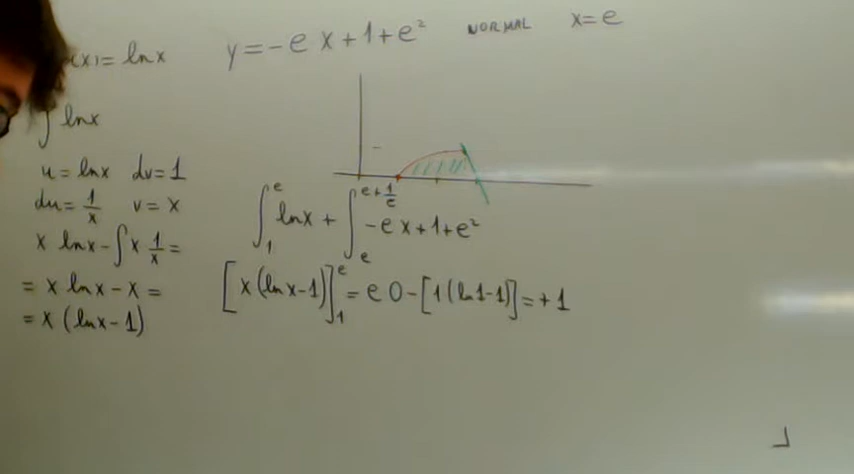 (x) = ln x
y = -e x + 1 + e²
NORMAL x = e
∫ ln x
u = ln x dv = 1
du = 1/x v = x
x ln x - ∫ x 1/x =
= x ln x - x =
= x (ln x - 1)
∫₁^e ln x + ∫_e^(e+1/e) -e x + 1 + e²
[x (ln x - 1)]₁^e = e 0 - [1 (ln 1 - 1)] = + 1